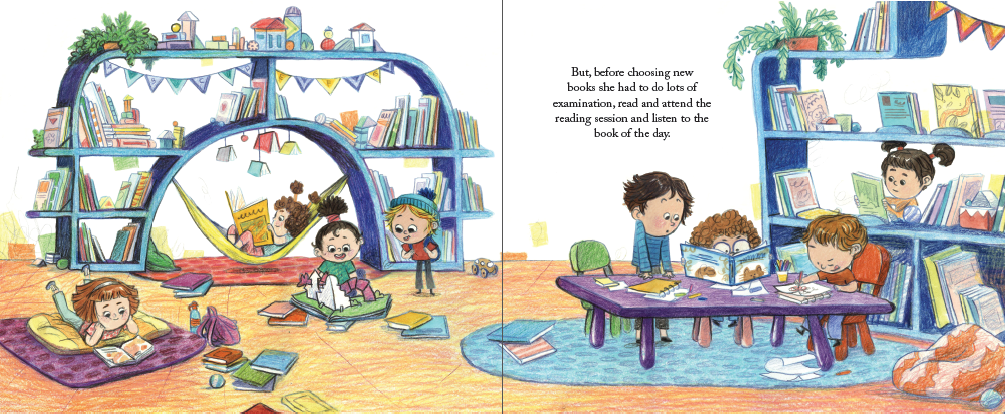 But, before choosing new
books she had to do lots of
examination, read and attend the
reading session and listen to the
book of the day.